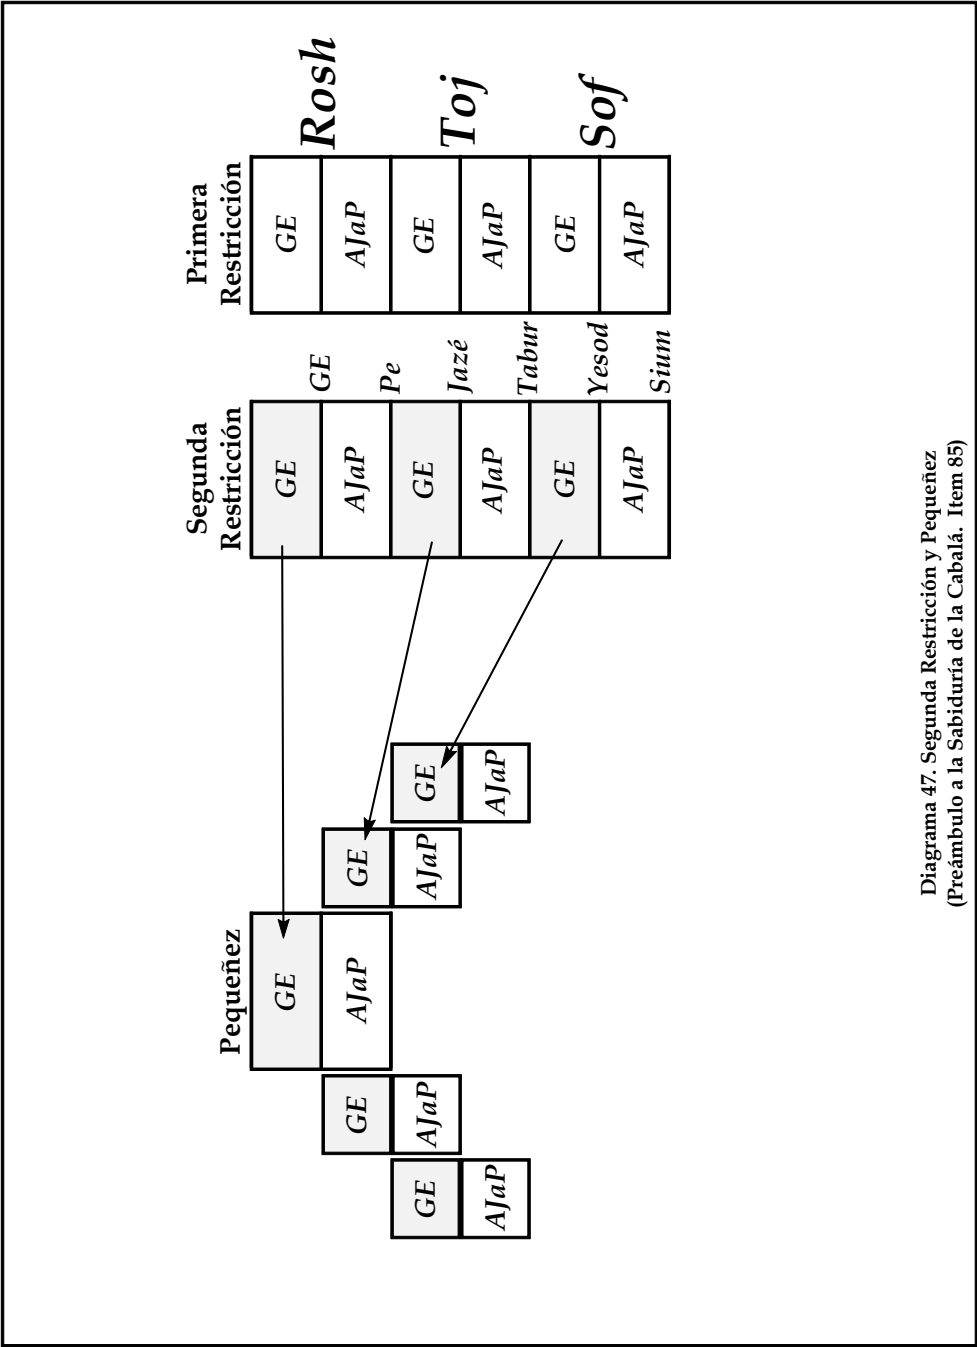 Segunda Primera
Pequeñez Restricción Restricción
GE GE GE
GE Rosh
GE AJaP GE AJaP AJaP
Pe
GE AJaP AJaP GE GE GE
Jazé Toj
AJaP AJaP AJaP AJaP
Tabur
GE GE
Yesod Sof
AJaP AJaP
Sium
Diagrama 47. Segunda Restricción y Pequeñez
(Preámbulo a la Sabiduría de la Cabalá. Item 85)